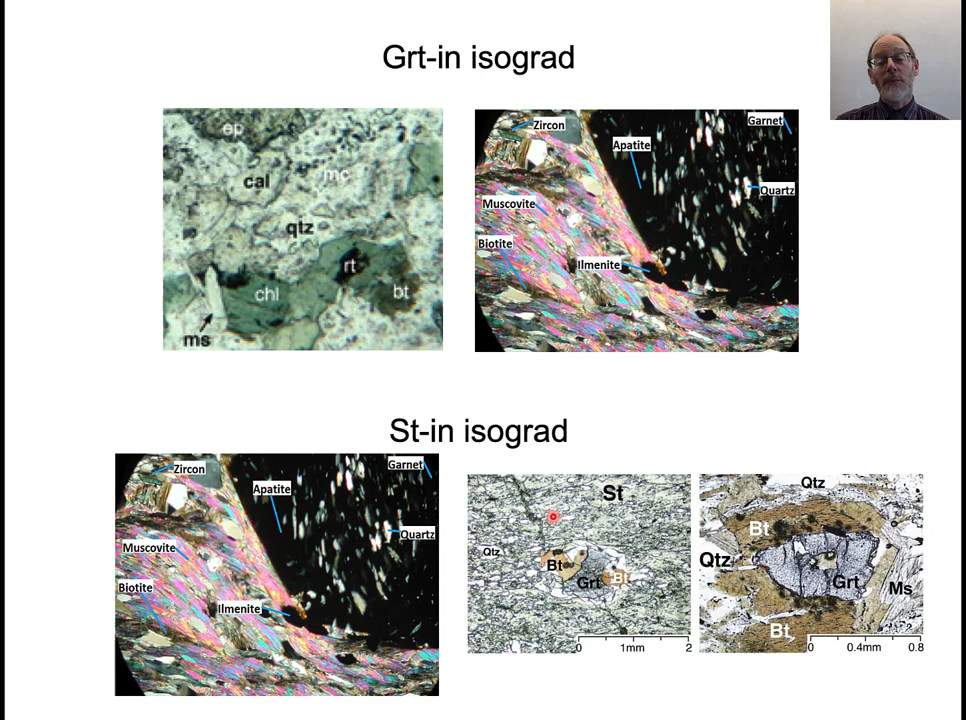 Grt-in isograd
ep
cal
mc
qtz
rt
chl
bt
ms
Zircon
Garnet
Apatite
Quartz
Muscovite
Biotite
Ilmenite
St-in isograd
Zircon
Garnet
Apatite
Quartz
Muscovite
Biotite
Ilmenite
St
Qtz
Bt
Grt
Bt
0 1mm 2
Qtz
Bt
Qtz
Grt
Ms
Bt
0 0.4mm 0.8